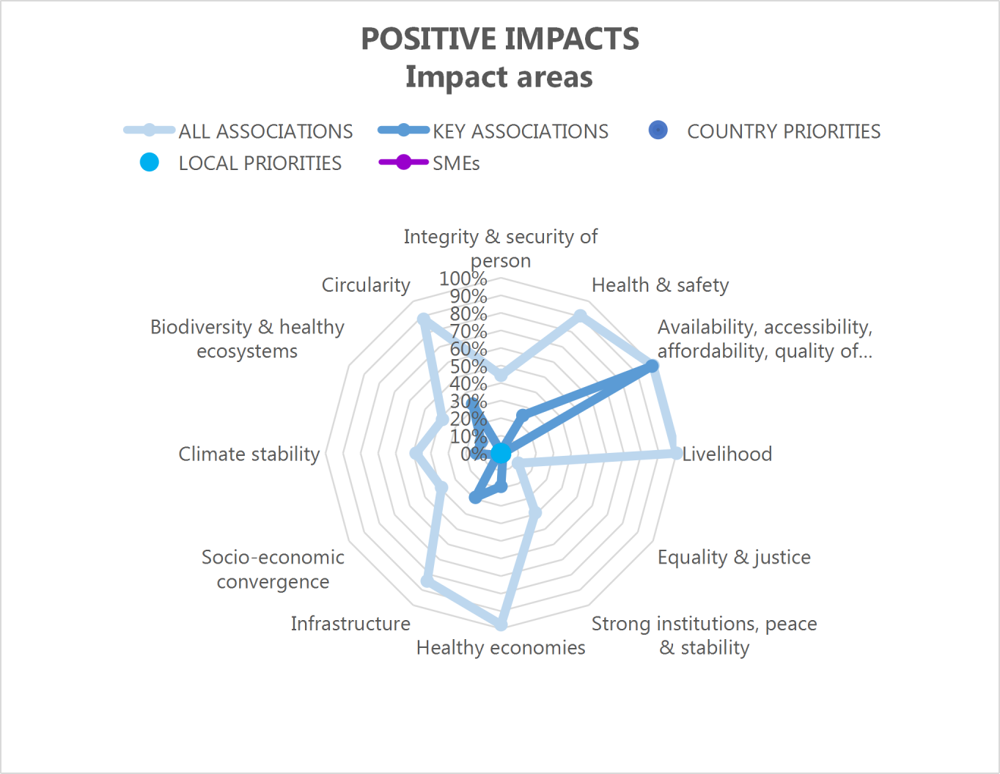 POSITIVE IMPACTS
Impact areas
ALL ASSOCIATIONS
KEY ASSOCIATIONS
COUNTRY PRIORITIES
LOCAL PRIORITIES
SMEs
Integrity & security of
person
Health & safety
Availability, accessibility,
affordability, quality of...
Livelihood
Equality & justice
Strong institutions, peace
& stability
Healthy economies
Infrastructure
Socio-economic
convergence
Climate stability
Biodiversity & healthy
ecosystems
Circularity
100%
90%
80%
70%
60%
50%
40%
30%
20%
10%
0%